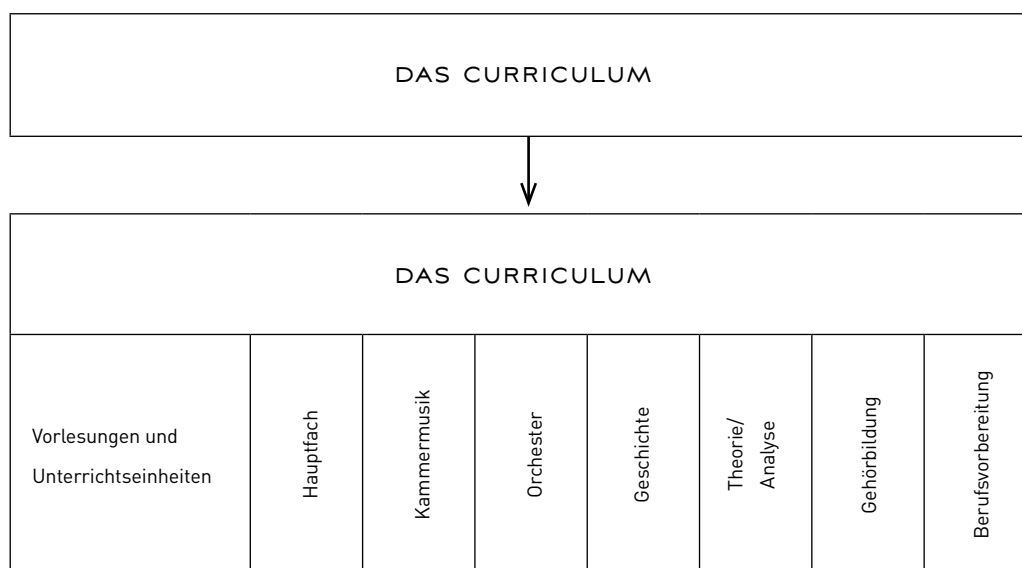 DAS CURRICULUM
DAS CURRICULUM
Vorlesungen und
Unterrichtseinheiten
Hauptfach
Kammermusik
Orchester
Geschichte
Theorie/
Analyse
Gehörbildung
Berufsvorbereitung